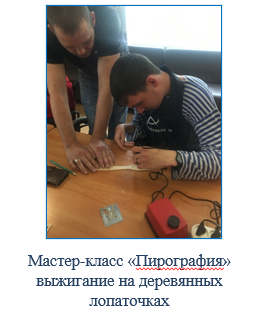 Мастер-класс «Пирография»
выжигание на деревянных
лопаточках